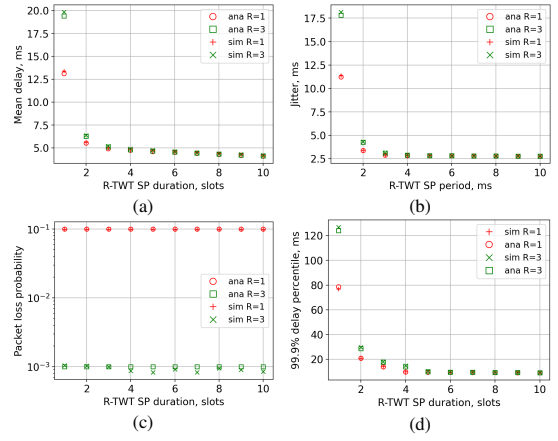 20.0
17.5
15.0
12.5
10.0
7.5
5.0
Mean delay, ms
ana R=1
ana R=3
sim R=1
sim R=3
2 4 6 8 10
R-TWT SP duration, slots
(a)
17.5
15.0
12.5
10.0
7.5
5.0
2.5
Jitter, ms
ana R=1
ana R=3
sim R=1
sim R=3
2 4 6 8 10
R-TWT SP period, ms
(b)
10⁻¹
10⁻²
10⁻³
Packet loss probability
ana R=1
ana R=3
sim R=1
sim R=3
2 4 6 8 10
R-TWT SP duration, slots
(c)
120
100
80
60
40
20
99.9% delay percentile, ms
sim R=1
ana R=1
sim R=3
ana R=3
2 4 6 8 10
R-TWT SP duration, slots
(d)